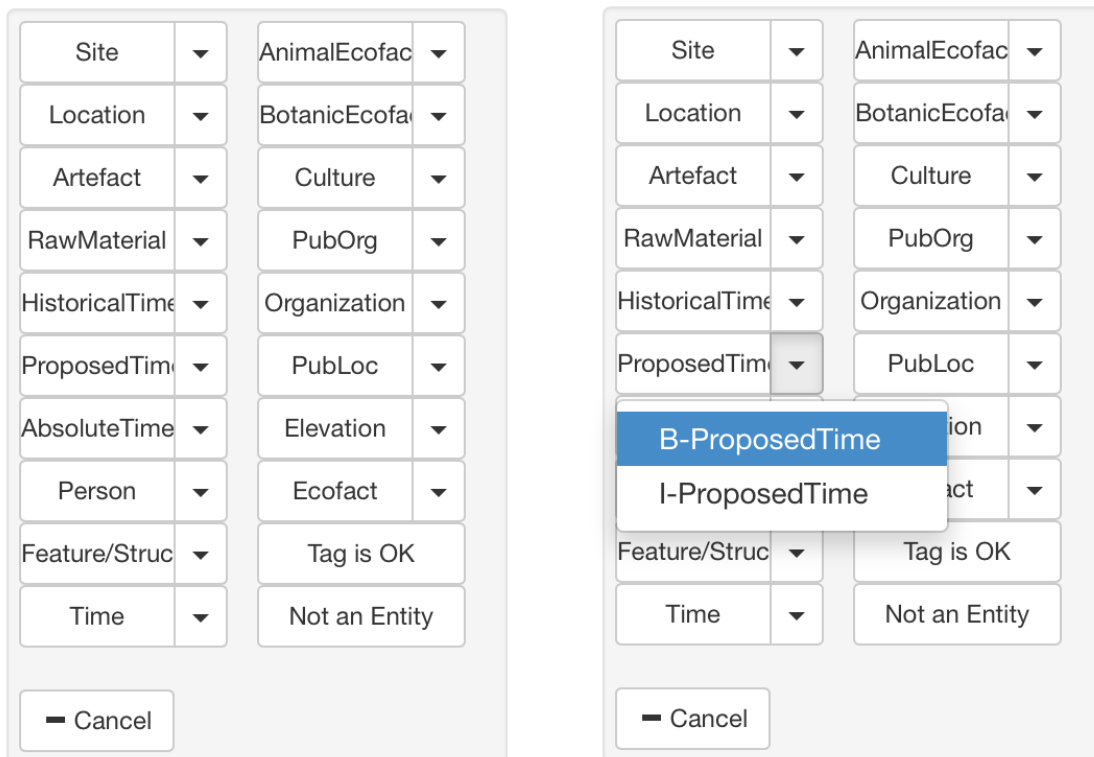 Site AnimalEcofac
Location BotanicEcofa
Artefact Culture
RawMaterial PubOrg
HistoricalTime Organization
ProposedTim PubLoc
AbsoluteTime Elevation
Person Ecofact
Feature/Struc Tag is OK
Time Not an Entity
Cancel
Site AnimalEcofac
Location BotanicEcofa
Artefact Culture
RawMaterial PubOrg
HistoricalTime Organization
ProposedTim PubLoc
B-ProposedTime ion
I-ProposedTime act
Feature/Struc Tag is OK
Time Not an Entity
Cancel